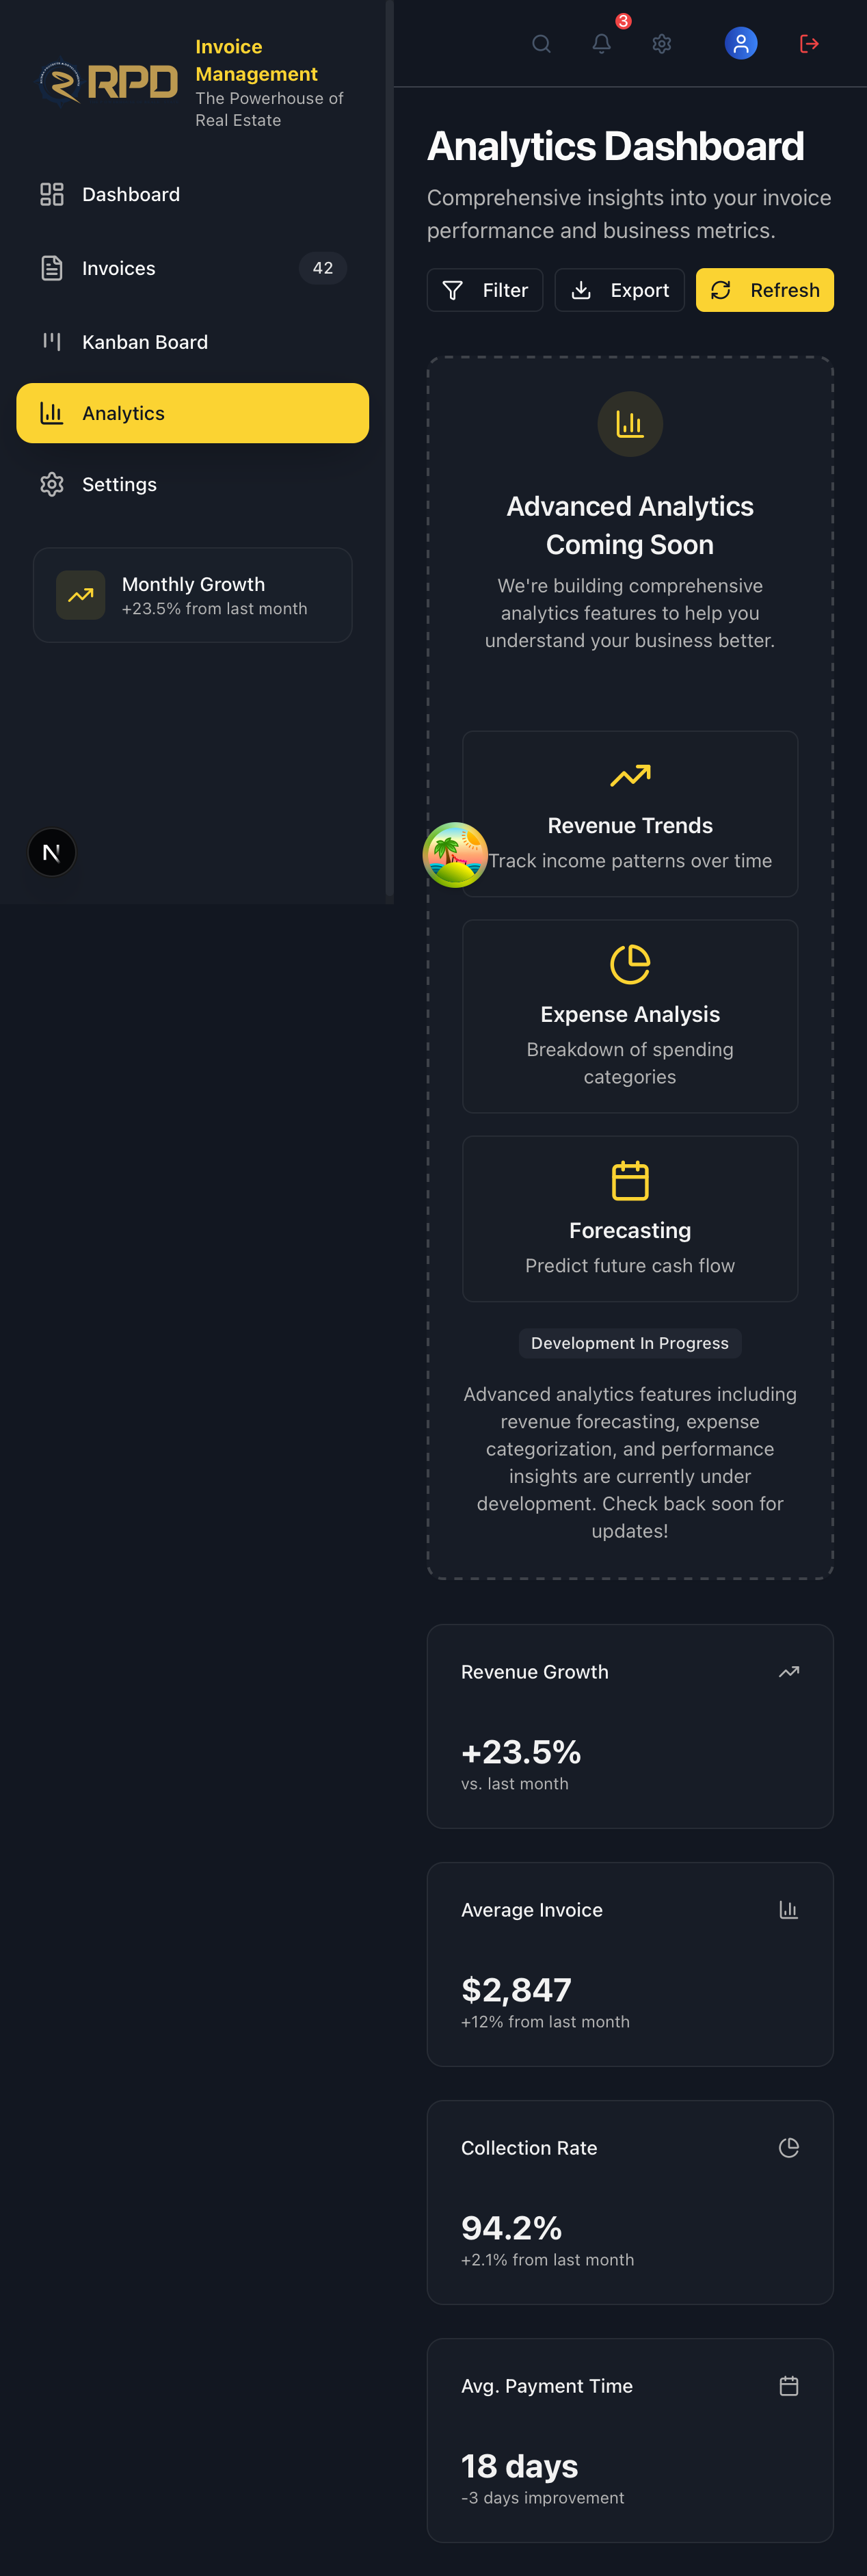 RPD
Invoice
Management
The Powerhouse of
Real Estate
Dashboard
Invoices
42
Kanban Board
Analytics
Settings
Monthly Growth
+23.5% from last month
N
3
Analytics Dashboard
Comprehensive insights into your invoice
performance and business metrics.
Filter
Export
Refresh
Advanced Analytics
Coming Soon
We're building comprehensive
analytics features to help you
understand your business better.
Revenue Trends
Track income patterns over time
Expense Analysis
Breakdown of spending
categories
Forecasting
Predict future cash flow
Development In Progress
Advanced analytics features including
revenue forecasting, expense
categorization, and performance
insights are currently under
development. Check back soon for
updates!
Revenue Growth
+23.5%
vs. last month
Average Invoice
$2,847
+12% from last month
Collection Rate
94.2%
+2.1% from last month
Avg. Payment Time
18 days
-3 days improvement